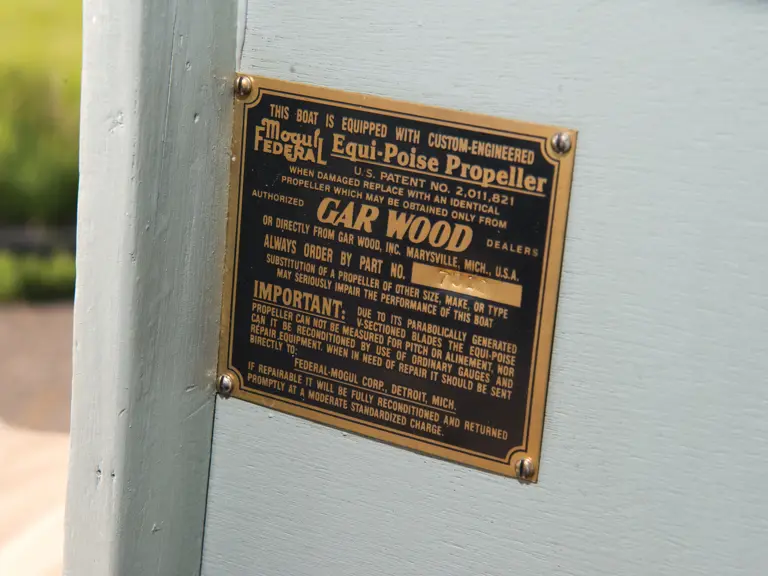 THIS BOAT IS EQUIPPED WITH CUSTOM-ENGINEERED
Mogul FEDERAL Equi-Poise Propeller
U.S. PATENT NO. 2,011,821
WHEN DAMAGED REPLACE WITH AN IDENTICAL
PROPELLER WHICH MAY BE OBTAINED ONLY FROM
AUTHORIZED GAR WOOD DEALERS
OR DIRECTLY FROM GAR WOOD, INC. MARYSVILLE, MICH., U.S.A.
ALWAYS ORDER BY PART NO.
SUBSTITUTION OF A PROPELLER OF OTHER SIZE, MAKE, OR TYPE
MAY SERIOUSLY IMPAIR THE PERFORMANCE OF THIS BOAT
IMPORTANT: DUE TO ITS PARABOLICALLY GENERATED
V-SECTIONED BLADES THE EQUI-POISE
PROPELLER CAN NOT BE MEASURED FOR PITCH OR ALINEMENT, NOR
CAN IT BE RECONDITIONED BY USE OF ORDINARY GAUGES AND
REPAIR EQUIPMENT. WHEN IN NEED OF REPAIR IT SHOULD BE SENT
DIRECTLY TO:
FEDERAL-MOGUL CORP., DETROIT, MICH.
IF REPAIRABLE IT WILL BE FULLY RECONDITIONED AND RETURNED
PROMPTLY AT A MODERATE STANDARDIZED CHARGE.